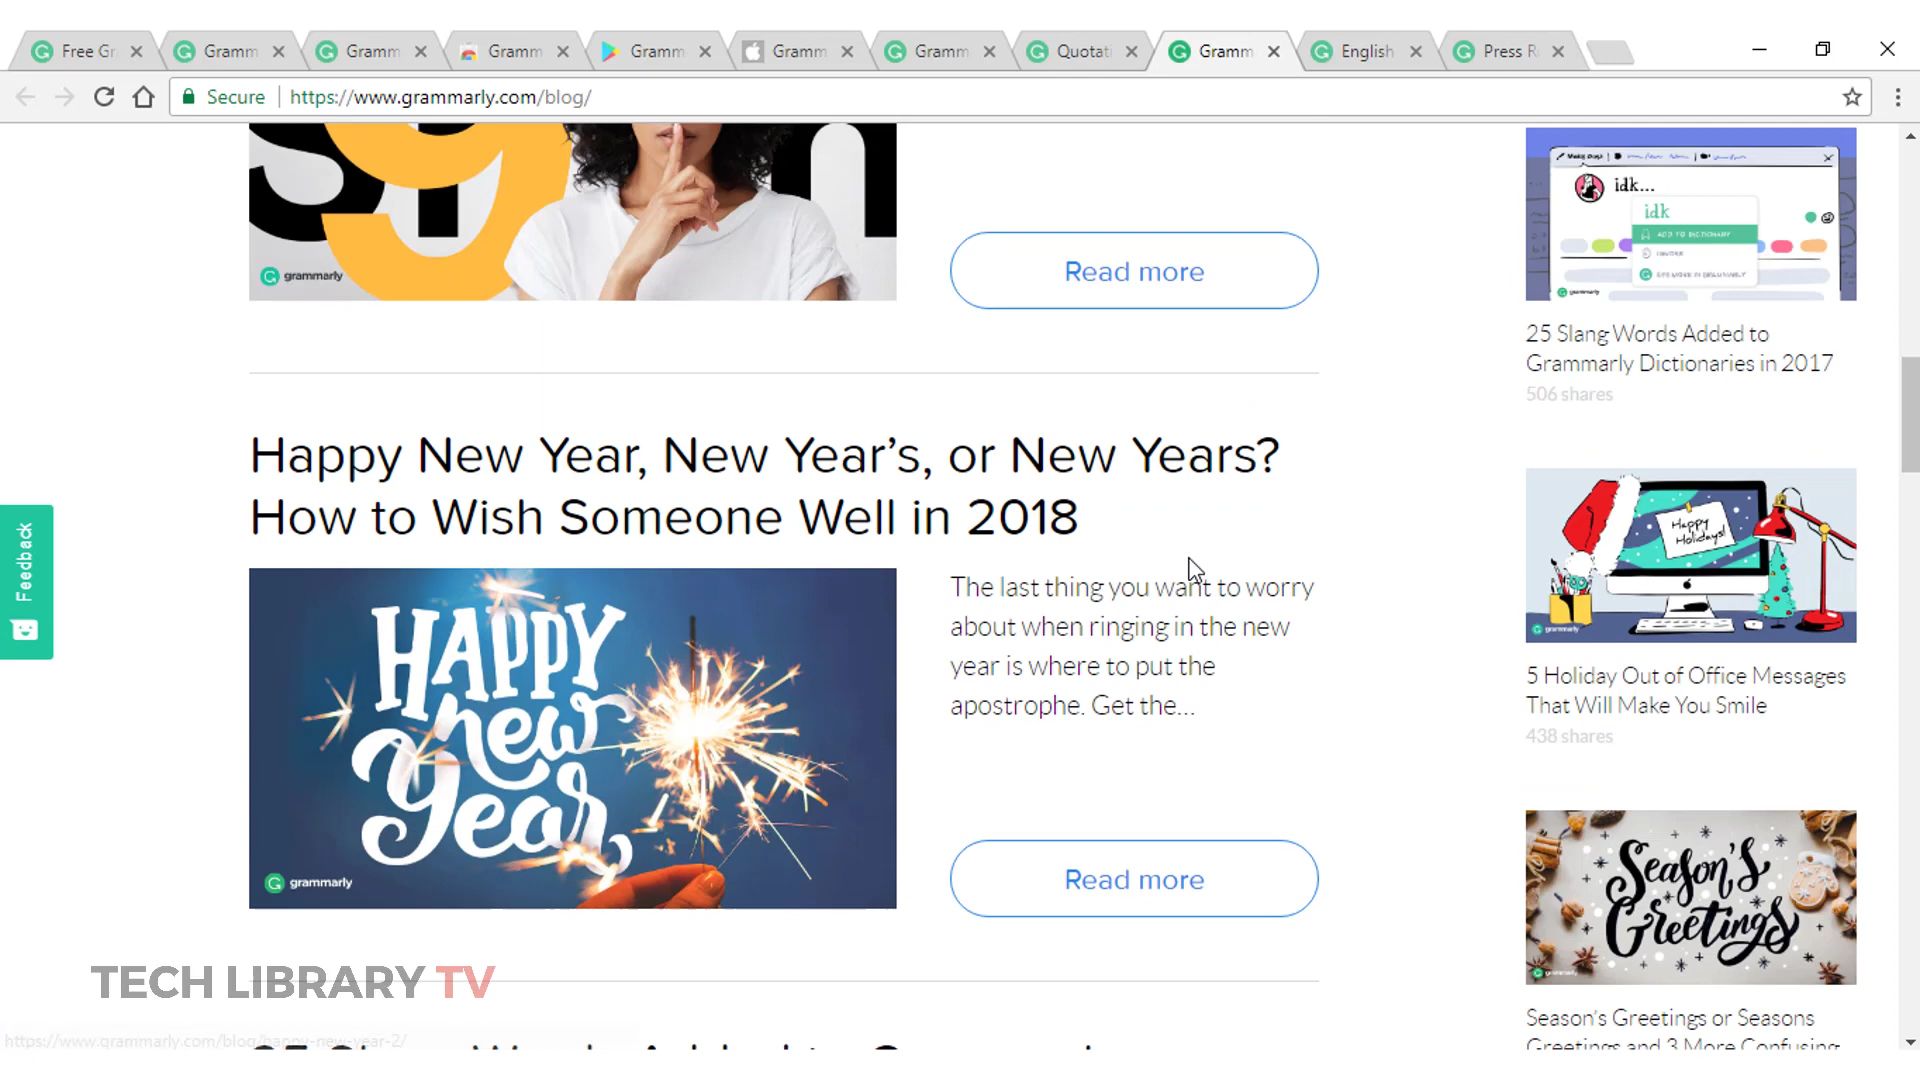 Free Gr
Gramm
Gramm
Gramm
Gramm
Gramm
Gramm
Quotati
Gramm
English
Press R
Secure
https://www.grammarly.com/blog/
grammarly
Read more
Happy New Year, New Year’s, or New Years?
How to Wish Someone Well in 2018
The last thing you want to worry
about when ringing in the new
year is where to put the
apostrophe. Get the...
HAPPY
new
year
grammarly
Read more
idk...
idk
ADD TO DICTIONARY
IGNORE
SEE MORE IN GRAMMARLY
grammarly
25 Slang Words Added to
Grammarly Dictionaries in 2017
506 shares
Happy
Holidays!
grammarly
5 Holiday Out of Office Messages
That Will Make You Smile
438 shares
Season's
Greetings
grammarly
Season’s Greetings or Seasons
Greetings and 3 More Confusing
Feedback
TECH LIBRARY TV
https://www.grammarly.com/blog/happy-new-year-2/